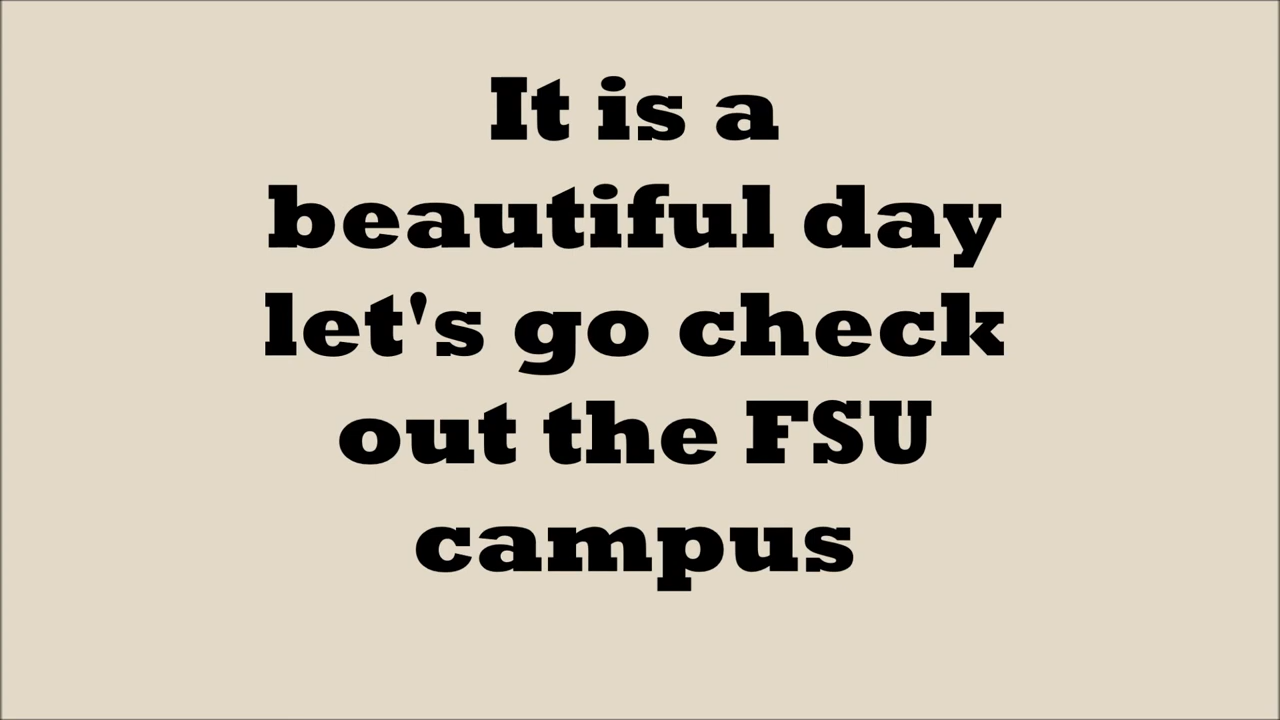 It is a
beautiful day
let's go check
out the FSU
campus